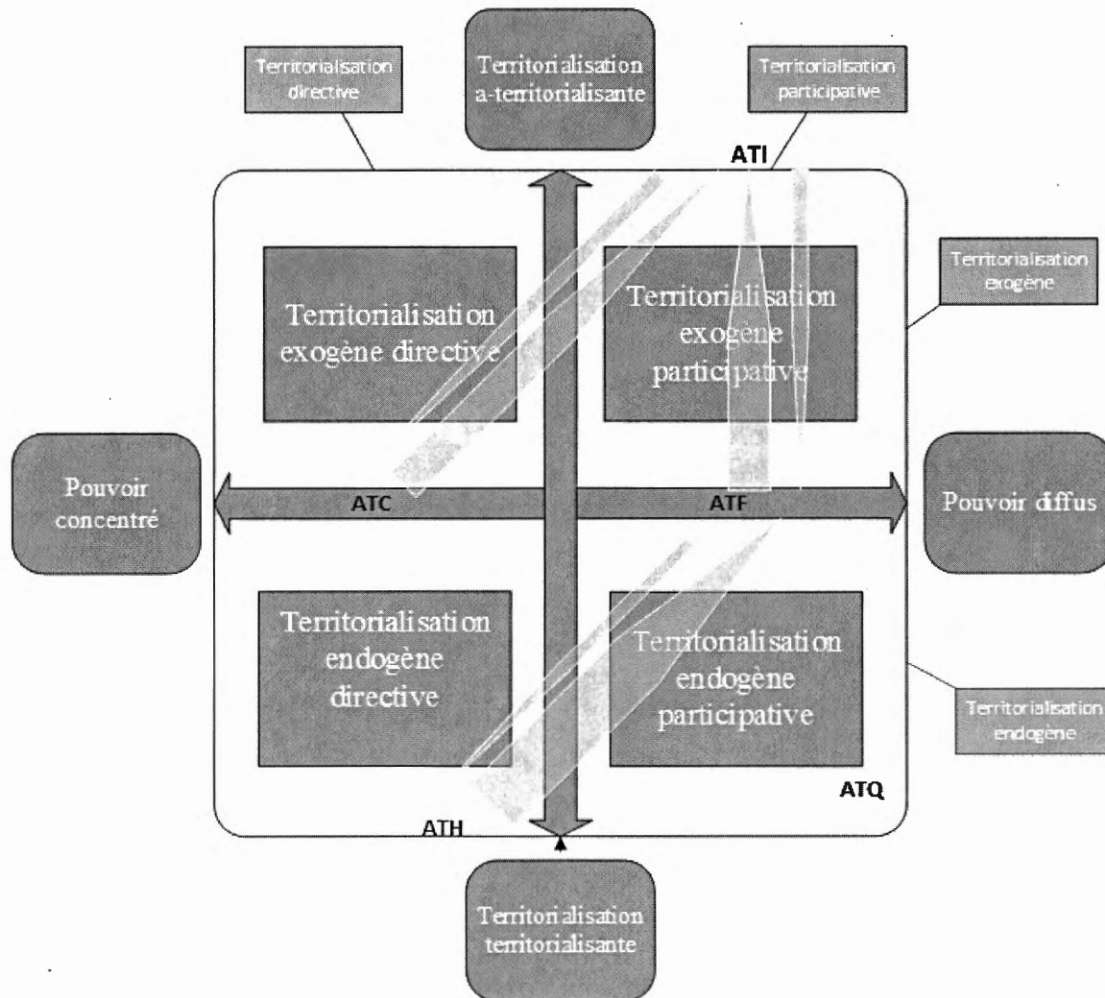 Territorialisation
directive
Territorialisation
a-territorialisante
Territorialisation
participative
ATI
Territorialisation
exogène directive
Territorialisation
exogène
participative
Territorialisation
exogène
Pouvoir
concentré
ATC
ATF
Pouvoir diffus
Territorialisation
endogène
directive
Territorialisation
endogène
participative
Territorialisation
endogène
ATQ
ATH
Territorialisation
territorialisante